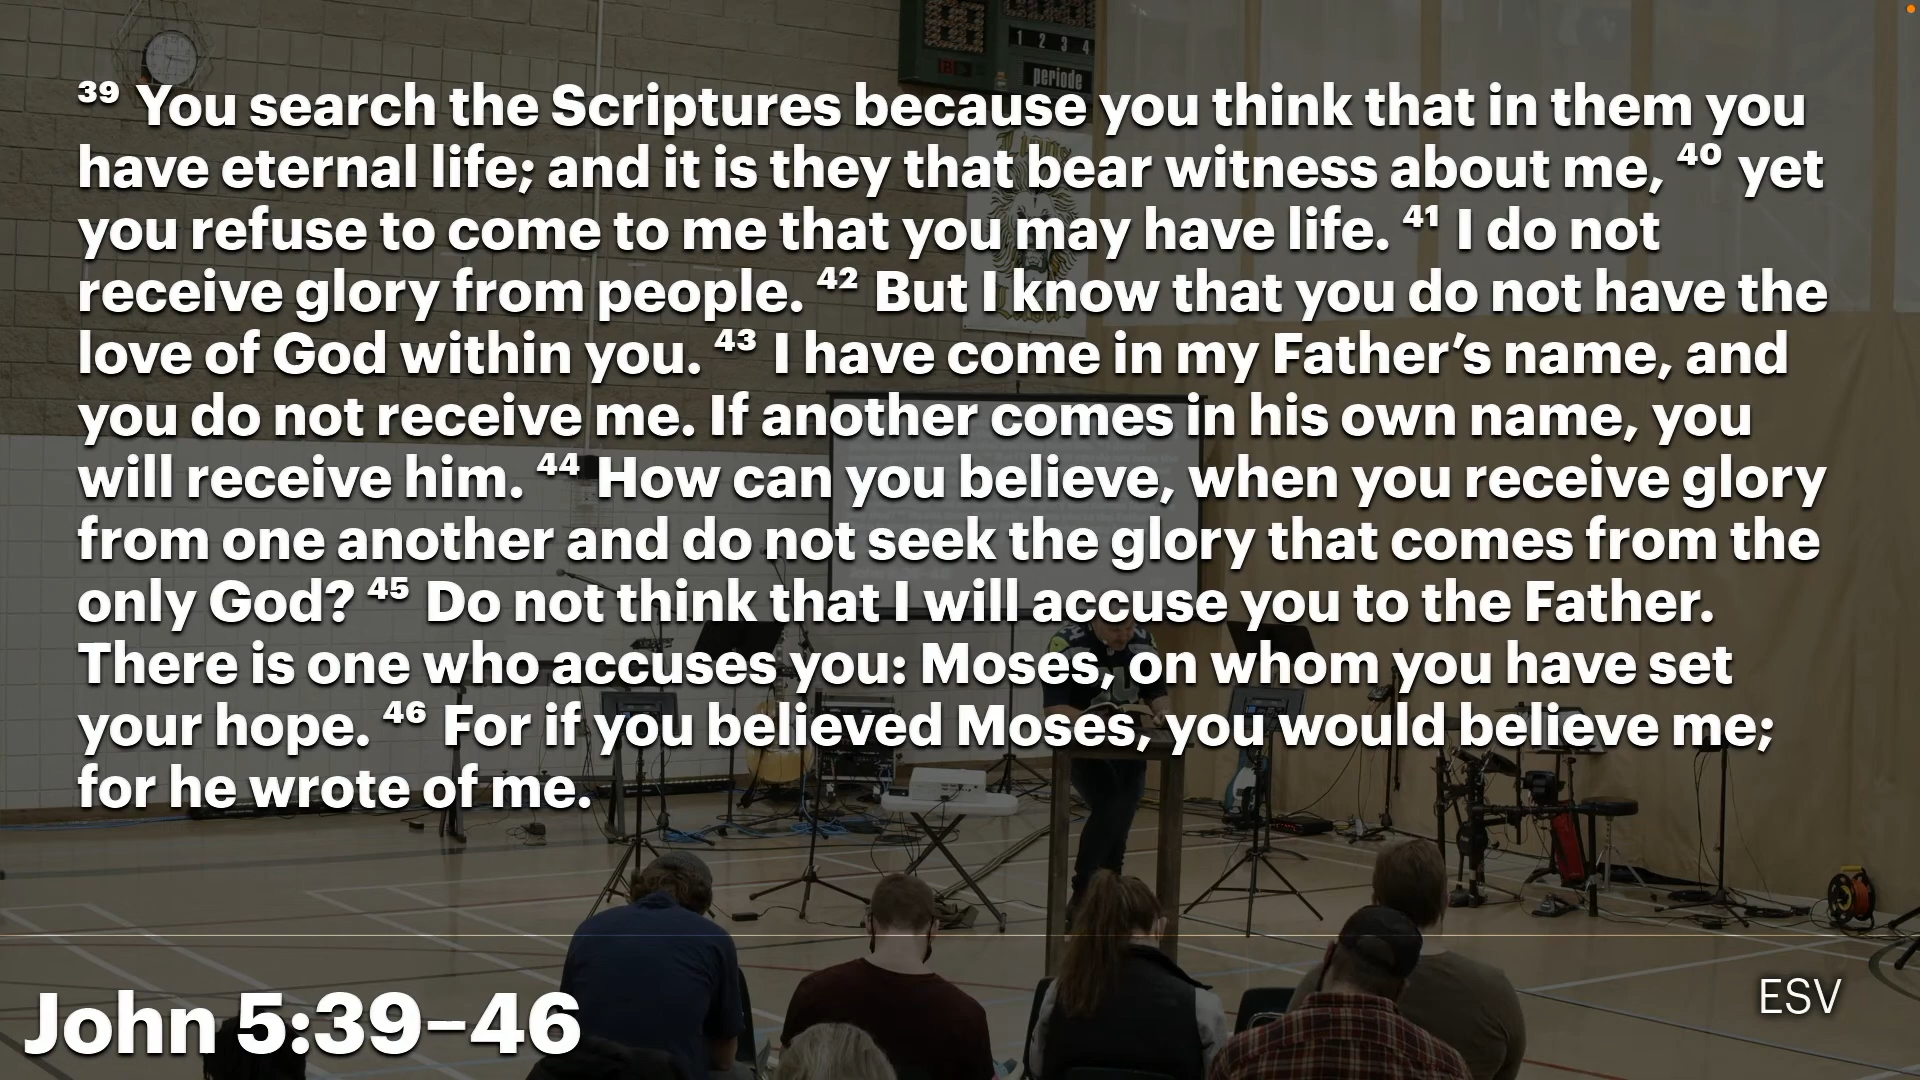 1 2 3 4
periode
³⁹ You search the Scriptures because you think that in them you
have eternal life; and it is they that bear witness about me, ⁴⁰ yet
you refuse to come to me that you may have life. ⁴¹ I do not
receive glory from people. ⁴² But I know that you do not have the
love of God within you. ⁴³ I have come in my Father’s name, and
you do not receive me. If another comes in his own name, you
will receive him. ⁴⁴ How can you believe, when you receive glory
from one another and do not seek the glory that comes from the
only God? ⁴⁵ Do not think that I will accuse you to the Father.
There is one who accuses you: Moses, on whom you have set
your hope. ⁴⁶ For if you believed Moses, you would believe me;
for he wrote of me.
John 5:39–46
ESV